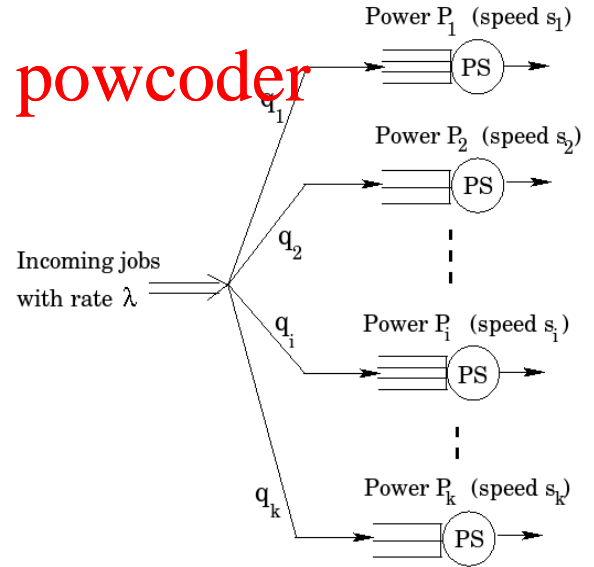 Power P₁ (speed s₁)
powcoder
PS
q₁
Power P₂ (speed s₂)
PS
q₂
Incoming jobs
with rate λ
Power Pᵢ (speed sᵢ)
qᵢ
PS
Power Pₖ (speed sₖ)
qₖ
PS